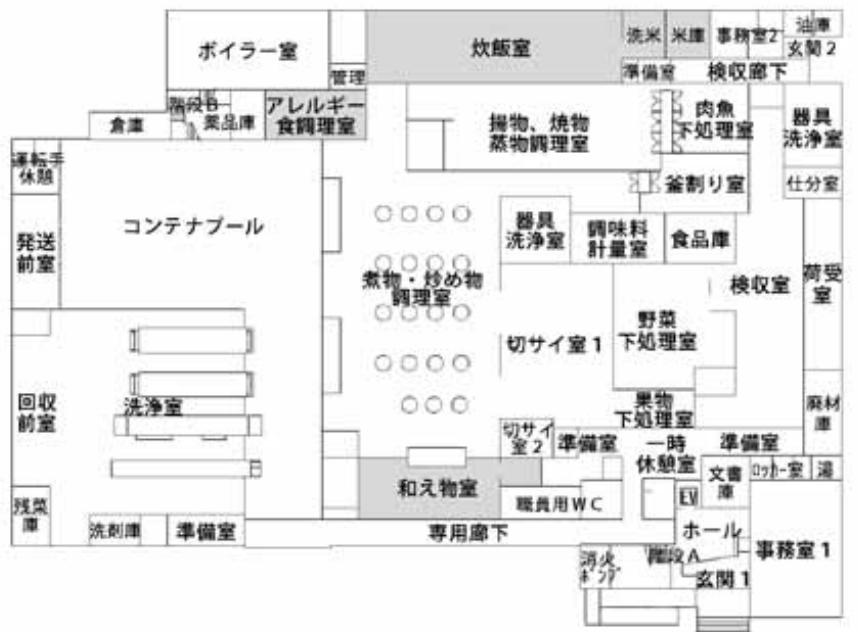 ボイラー室
管理
炊飯室
洗米
米庫
事務室2
油庫
玄関2
準備室
検収廊下
階段B
薬品庫
アレルギー
食調理室
倉庫
揚物、焼物
蒸物調理室
肉魚
下処理室
器具
洗浄室
運転手
休憩
釜割り室
仕分室
発送
前室
コンテナプール
器具
洗浄室
調味料
計量室
食品庫
煮物・炒め物
調理室
検収室
荷受
室
切サイ室1
野菜
下処理室
回収
前室
洗浄室
果物
下処理室
廃材
庫
切サイ
室2
準備室
一時
休憩室
準備室
文書
庫
ロッカー室
湯
残菜
庫
和え物室
職員用WC
EV
洗剤庫
準備室
専用廊下
ホール
事務室1
消火
ポンプ
階段A
玄関1